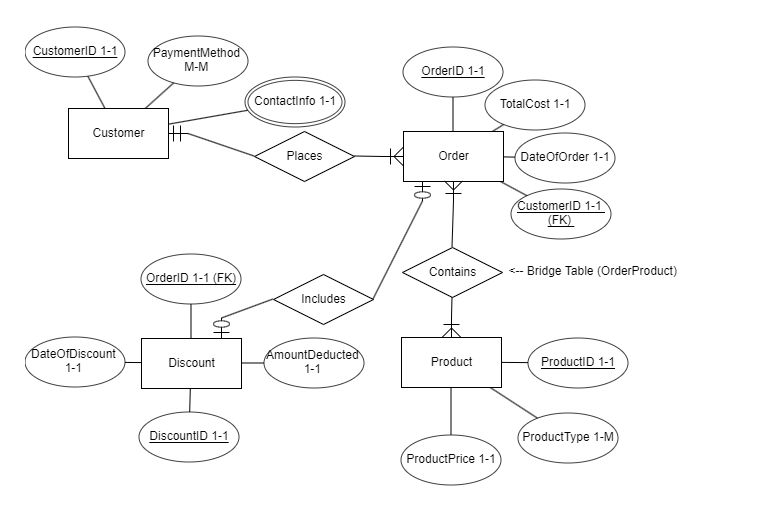 CustomerID 1-1
PaymentMethod
M-M
ContactInfo 1-1
Customer
Places
OrderID 1-1
TotalCost 1-1
Order
DateOfOrder 1-1
CustomerID 1-1
(FK)
Contains
<-- Bridge Table (OrderProduct)
OrderID 1-1 (FK)
Includes
DateOfDiscount
1-1
Discount
AmountDeducted
1-1
DiscountID 1-1
Product
ProductID 1-1
ProductType 1-M
ProductPrice 1-1